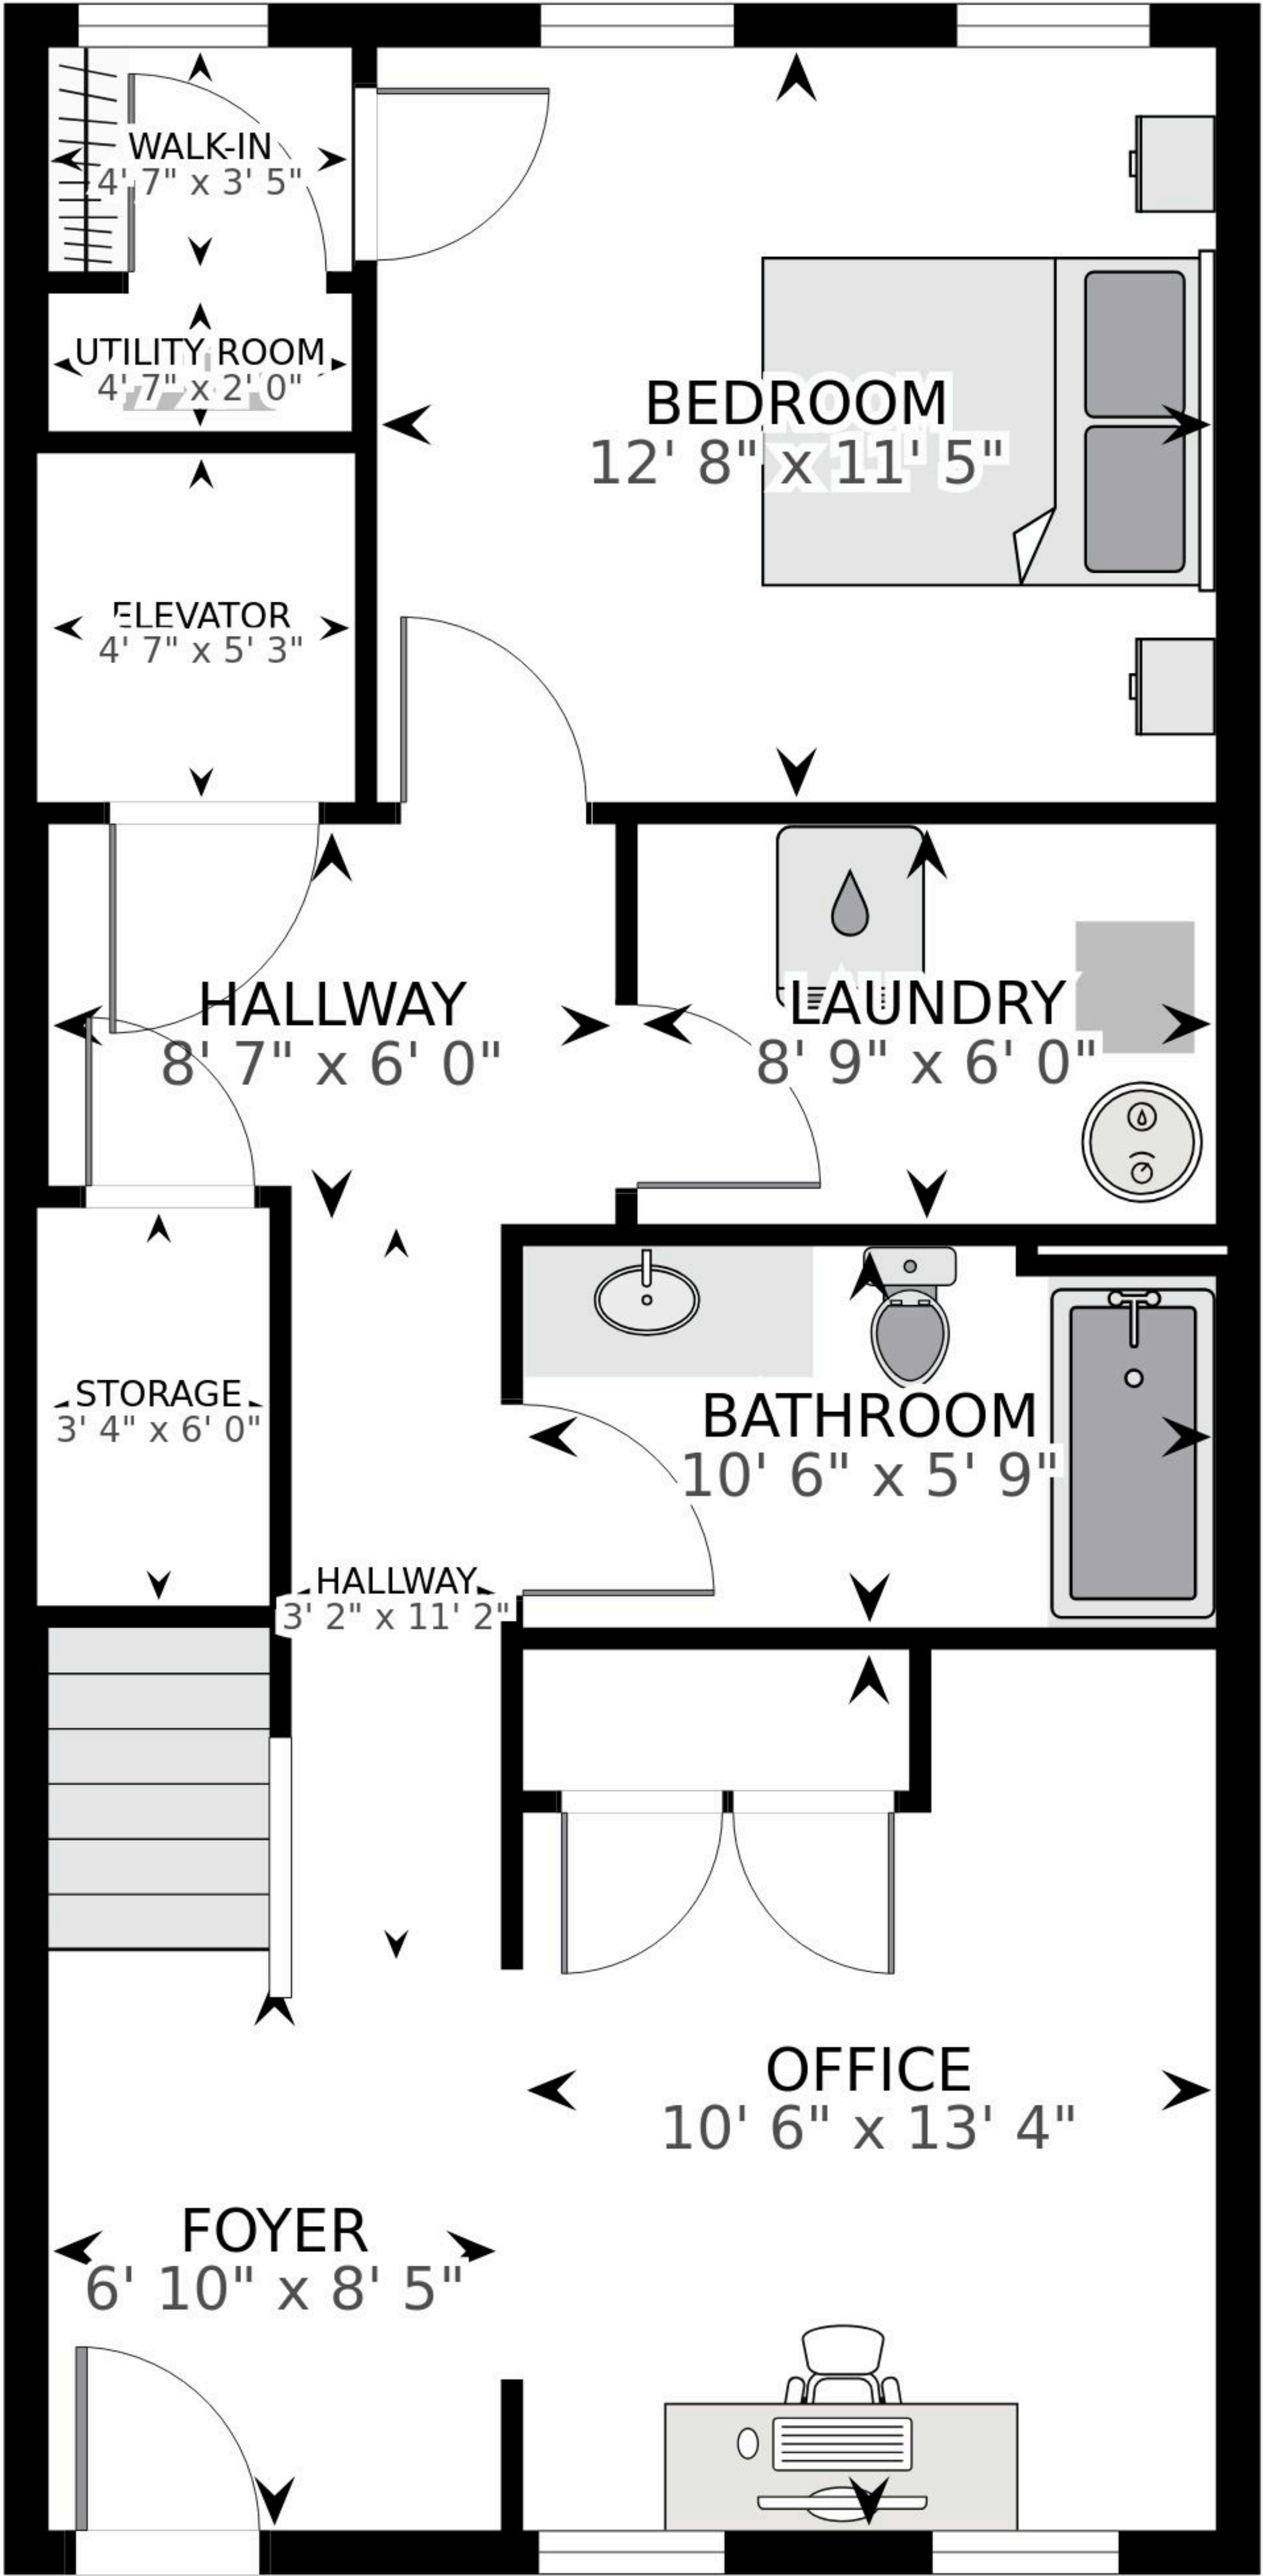 WALK-IN
4' 7" x 3' 5"
UTILITY ROOM
4' 7" x 2' 0"
BEDROOM
12' 8" x 11' 5"
ELEVATOR
4' 7" x 5' 3"
HALLWAY
8' 7" x 6' 0"
LAUNDRY
8' 9" x 6' 0"
STORAGE
3' 4" x 6' 0"
BATHROOM
10' 6" x 5' 9"
HALLWAY
3' 2" x 11' 2"
OFFICE
10' 6" x 13' 4"
FOYER
6' 10" x 8' 5"